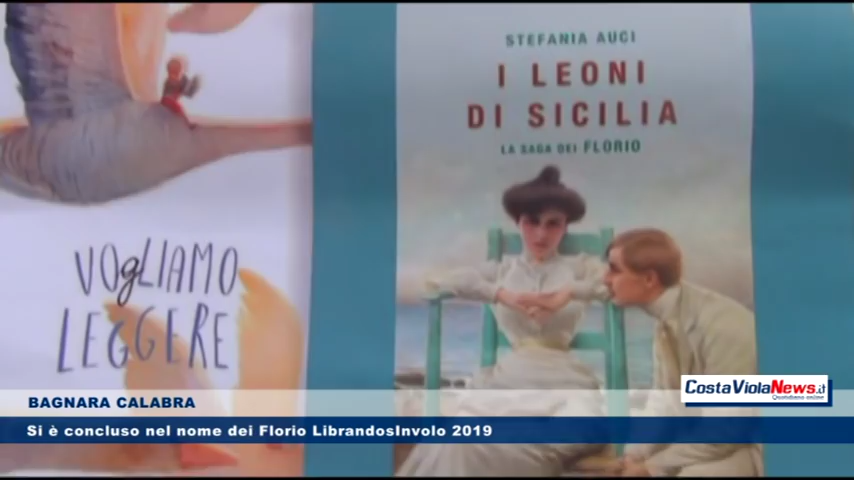 VOgLIAMO
LEGGERE
STEFANIA AUCI
I LEONI
DI SICILIA
LA SAGA DEI FLORIO
CostaViolaNews.it
Quotidiano online
BAGNARA CALABRA
Si è concluso nel nome dei Florio LibrandosInvolo 2019